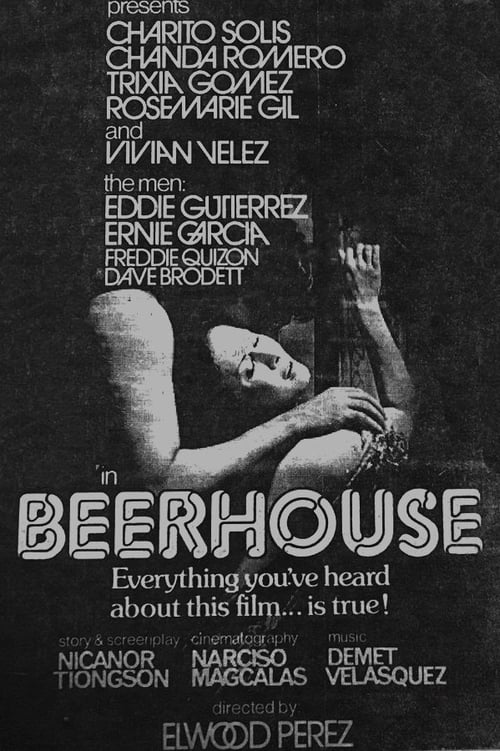 presents
CHARITO SOLIS
CHANDA ROMERO
TRIXIA GOMEZ
ROSEMARIE GIL
and
VIVIAN VELEZ
the men:
EDDIE GUTIERREZ
ERNIE GARCIA
FREDDIE QUIZON
DAVE BRODETT
in
BEERHOUSE
Everything you've heard
about this film... is true!
story & screenplay cinematography music
NICANOR NARCISO DEMET
TIONGSON MAGCALAS VELASQUEZ
directed by:
ELWOOD PEREZ